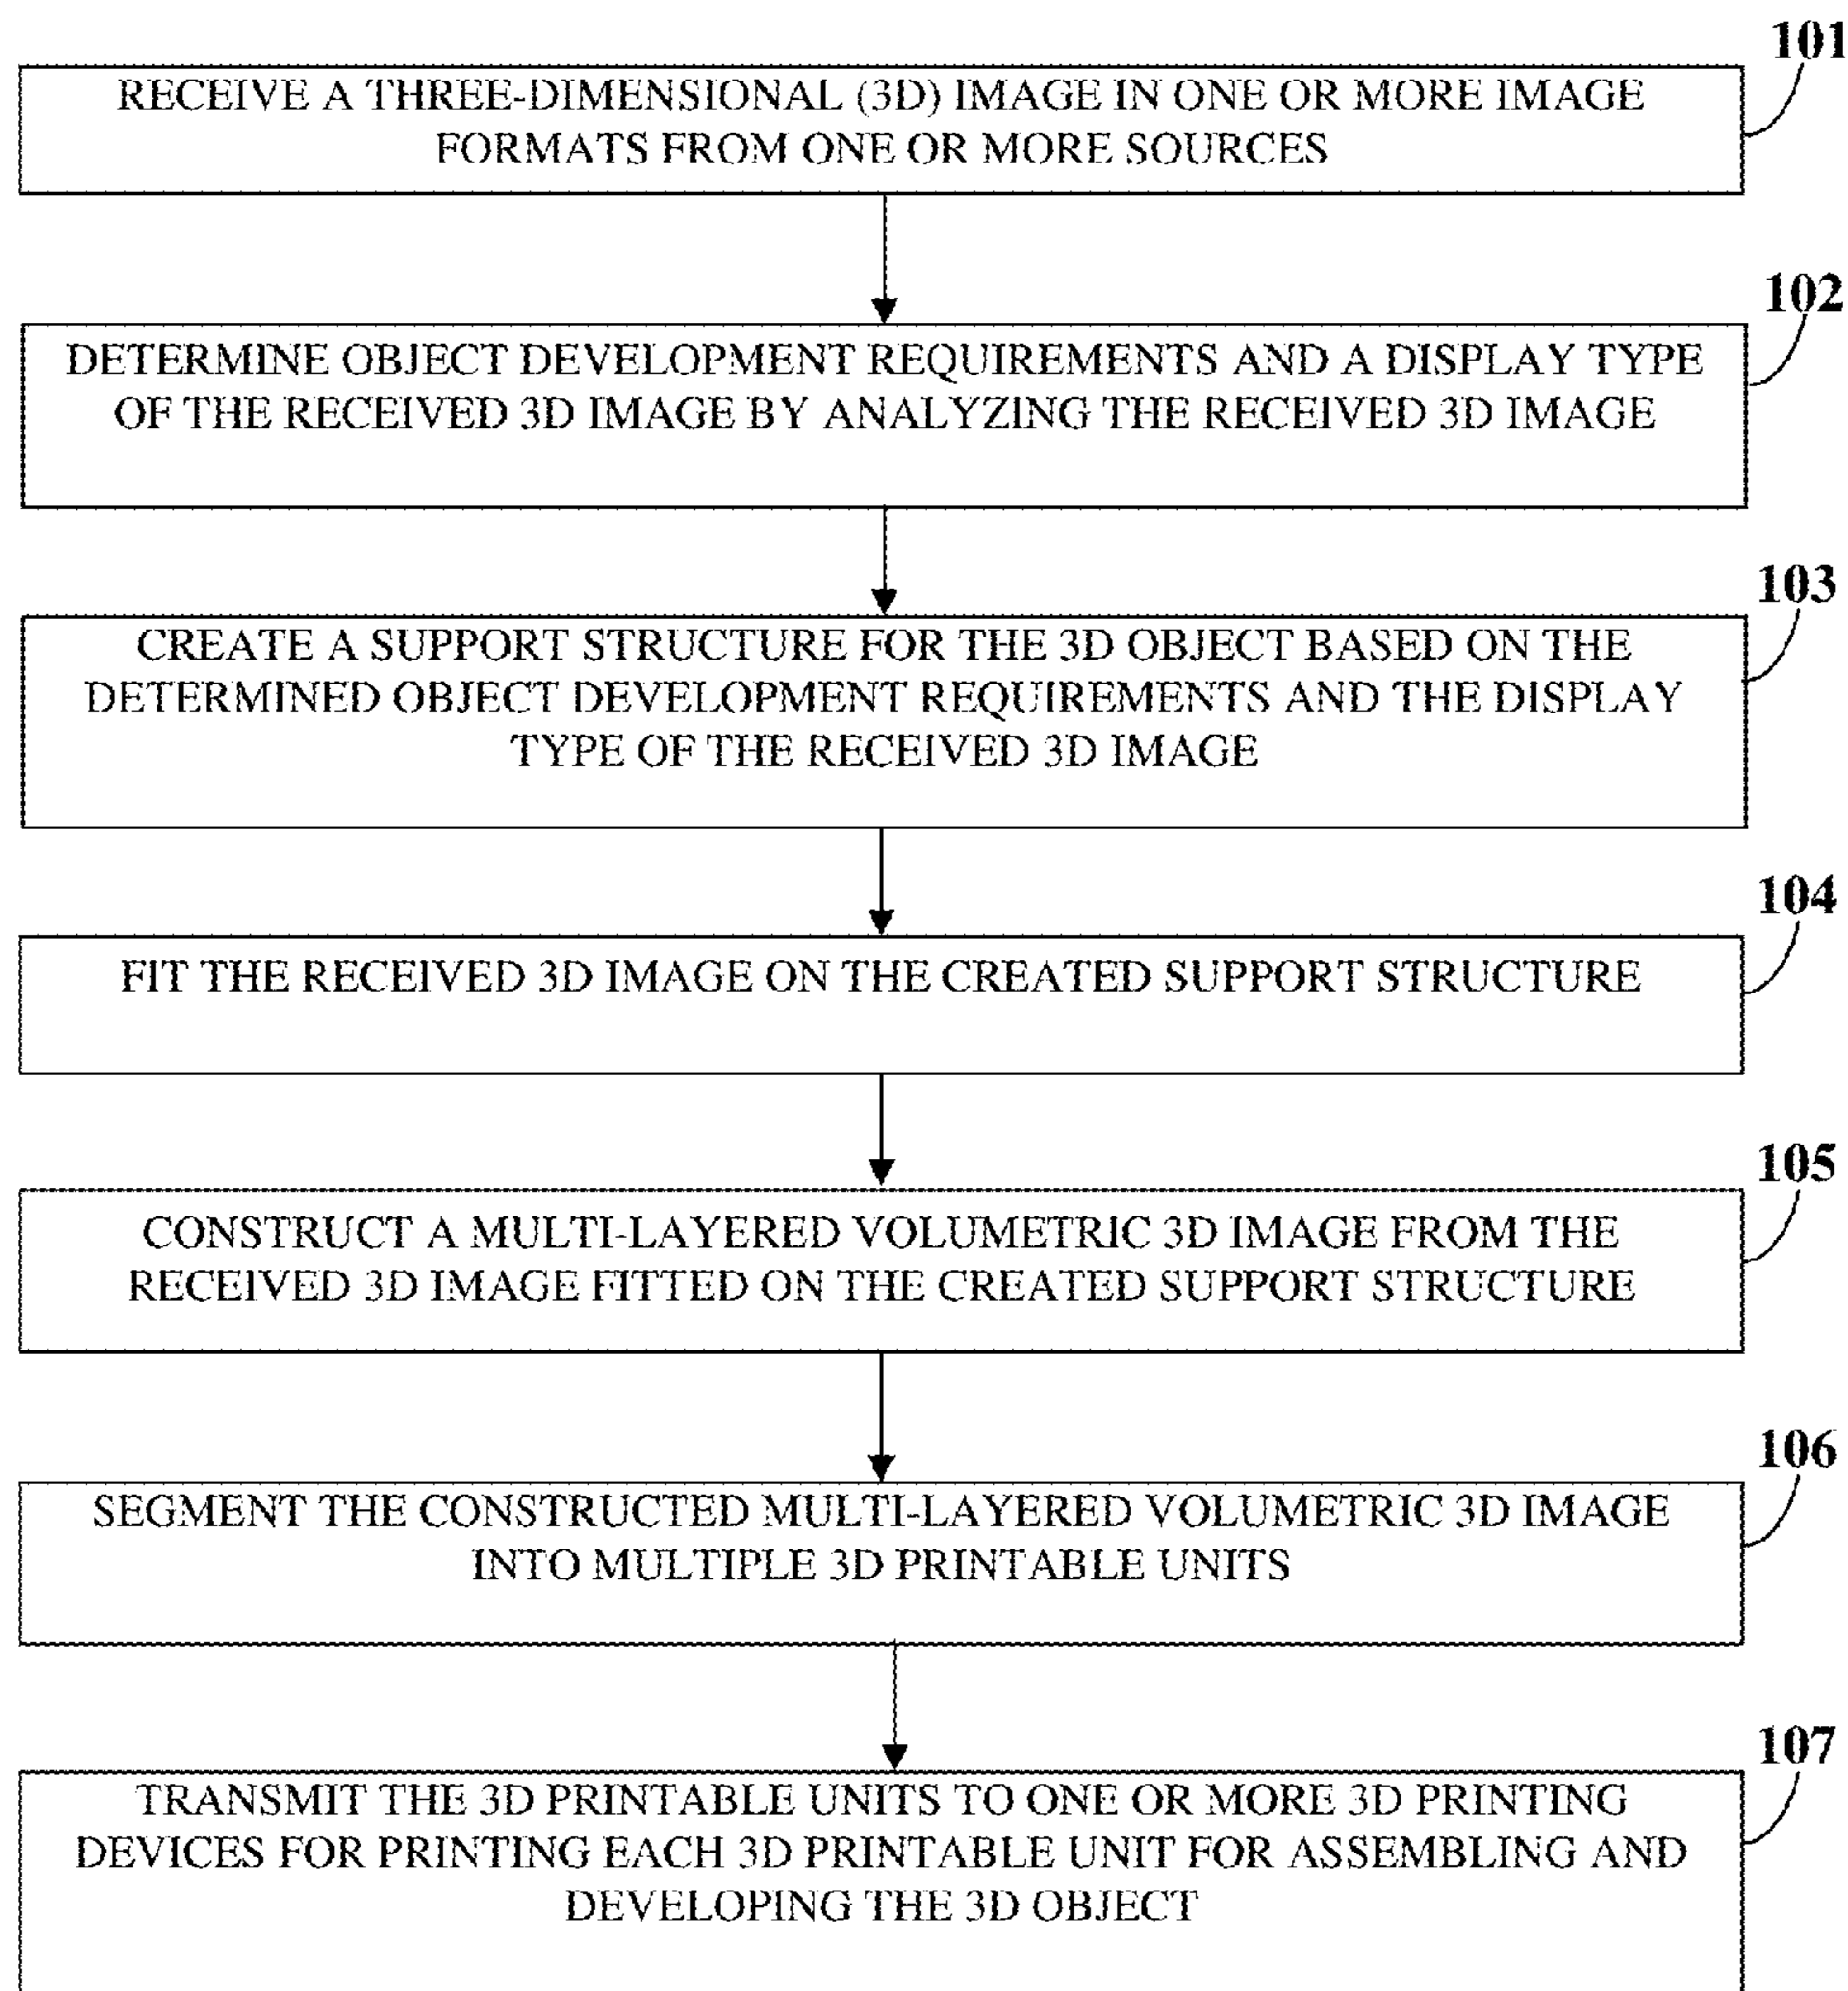 101
RECEIVE A THREE-DIMENSIONAL (3D) IMAGE IN ONE OR MORE IMAGE
FORMATS FROM ONE OR MORE SOURCES
102
DETERMINE OBJECT DEVELOPMENT REQUIREMENTS AND A DISPLAY TYPE
OF THE RECEIVED 3D IMAGE BY ANALYZING THE RECEIVED 3D IMAGE
103
CREATE A SUPPORT STRUCTURE FOR THE 3D OBJECT BASED ON THE
DETERMINED OBJECT DEVELOPMENT REQUIREMENTS AND THE DISPLAY
TYPE OF THE RECEIVED 3D IMAGE
104
FIT THE RECEIVED 3D IMAGE ON THE CREATED SUPPORT STRUCTURE
105
CONSTRUCT A MULTI-LAYERED VOLUMETRIC 3D IMAGE FROM THE
RECEIVED 3D IMAGE FITTED ON THE CREATED SUPPORT STRUCTURE
106
SEGMENT THE CONSTRUCTED MULTI-LAYERED VOLUMETRIC 3D IMAGE
INTO MULTIPLE 3D PRINTABLE UNITS
107
TRANSMIT THE 3D PRINTABLE UNITS TO ONE OR MORE 3D PRINTING
DEVICES FOR PRINTING EACH 3D PRINTABLE UNIT FOR ASSEMBLING AND
DEVELOPING THE 3D OBJECT